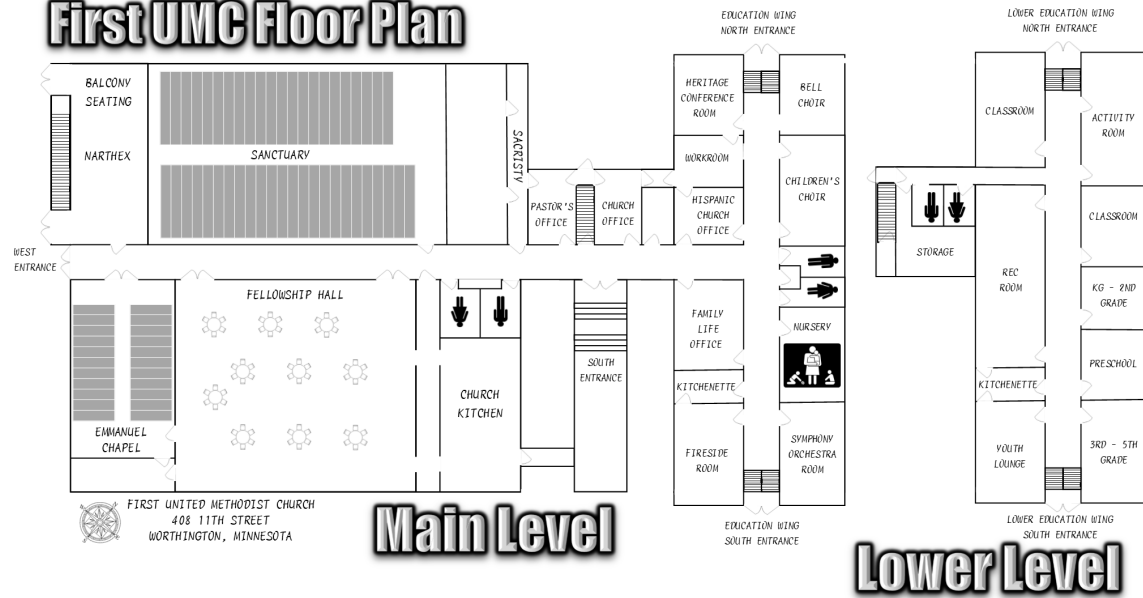 First UMC Floor Plan
EDUCATION WING
NORTH ENTRANCE
LOWER EDUCATION WING
NORTH ENTRANCE
BALCONY
SEATING
NARTHEX
SANCTUARY
SACRISTY
HERITAGE
CONFERENCE
ROOM
BELL
CHOIR
WORKROOM
CHILDREN'S
CHOIR
PASTOR'S
OFFICE
CHURCH
OFFICE
HISPANIC
CHURCH
OFFICE
WEST
ENTRANCE
FELLOWSHIP HALL
EMMANUEL
CHAPEL
CHURCH
KITCHEN
SOUTH
ENTRANCE
FAMILY
LIFE
OFFICE
NURSERY
KITCHENETTE
FIRESIDE
ROOM
SYMPHONY
ORCHESTRA
ROOM
EDUCATION WING
SOUTH ENTRANCE
CLASSROOM
ACTIVITY
ROOM
CLASSROOM
STORAGE
REC
ROOM
KG - 2ND
GRADE
PRESCHOOL
KITCHENETTE
YOUTH
LOUNGE
3RD - 5TH
GRADE
LOWER EDUCATION WING
SOUTH ENTRANCE
FIRST UNITED METHODIST CHURCH
408 11TH STREET
WORTHINGTON, MINNESOTA
Main Level
Lower Level